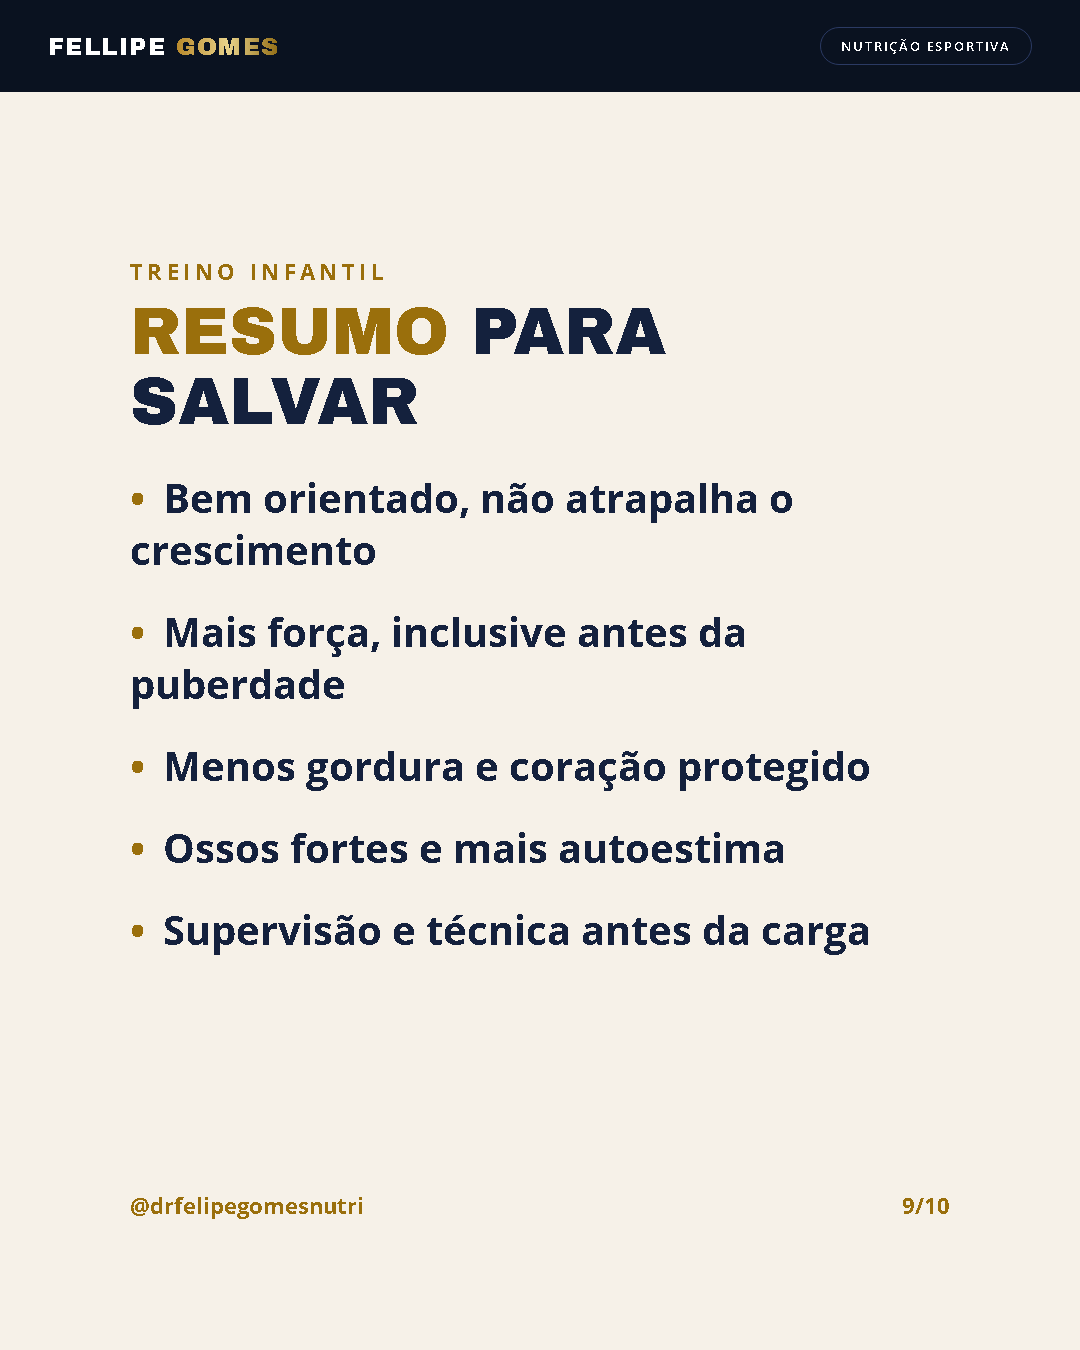 FELLIPE GOMES
NUTRIÇÃO ESPORTIVA
TREINO INFANTIL
RESUMO PARA
SALVAR
• Bem orientado, não atrapalha o
crescimento
• Mais força, inclusive antes da
puberdade
• Menos gordura e coração protegido
• Ossos fortes e mais autoestima
• Supervisão e técnica antes da carga
@drfelipegomesnutri
9/10